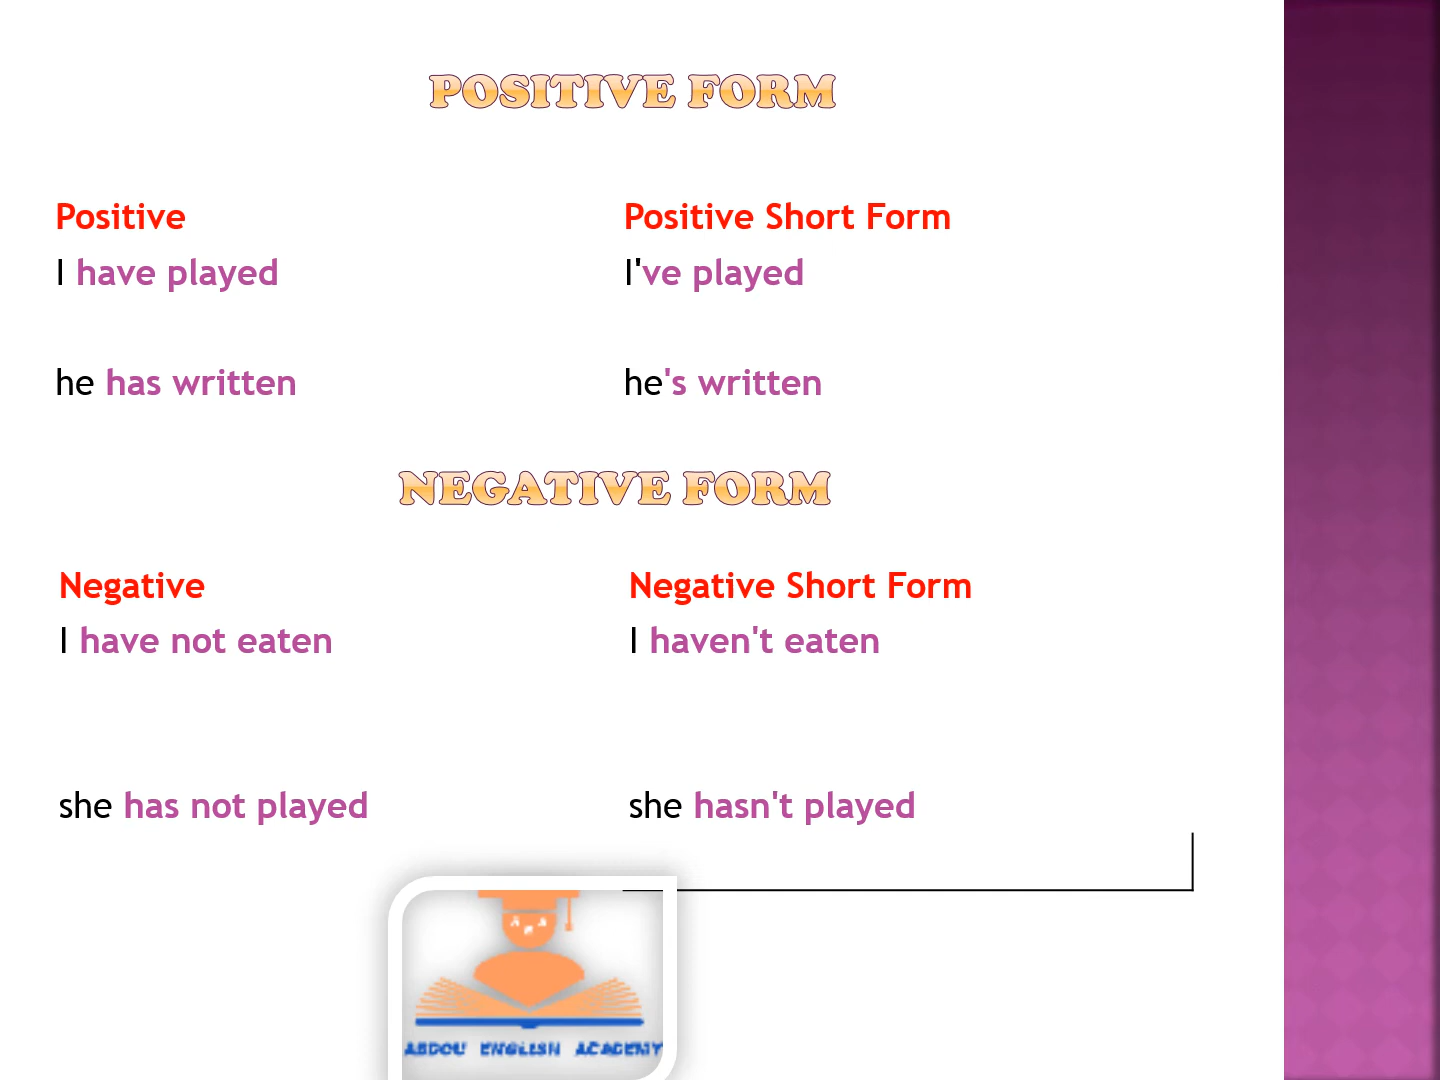 POSITIVE FORM
Positive Positive Short Form
I have played I've played
he has written he's written
NEGATIVE FORM
Negative Negative Short Form
I have not eaten I haven't eaten
she has not played she hasn't played
ABDOU ENGLISH ACADEMY